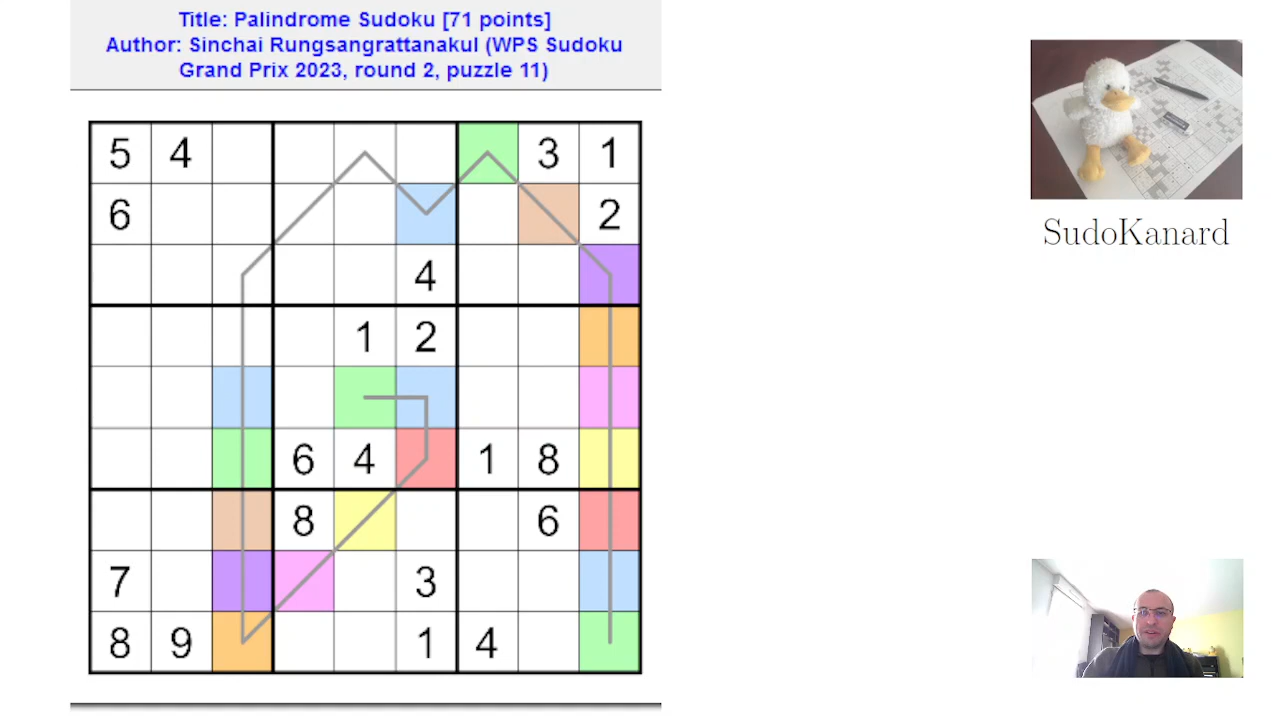 Title: Palindrome Sudoku [71 points]
Author: Sinchai Rungsangrattanakul (WPS Sudoku
Grand Prix 2023, round 2, puzzle 11)
5 4 3 1
6 2
4
1 2
6 4 1 8
8 6
7 3
8 9 1 4
SudoKanard